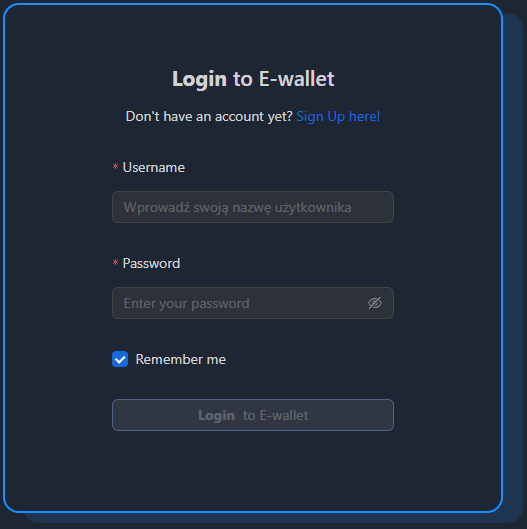 Login to E-wallet
Don't have an account yet? Sign Up here!
* Username
Wprowadź swoją nazwę użytkownika
* Password
Enter your password
Remember me
Login to E-wallet